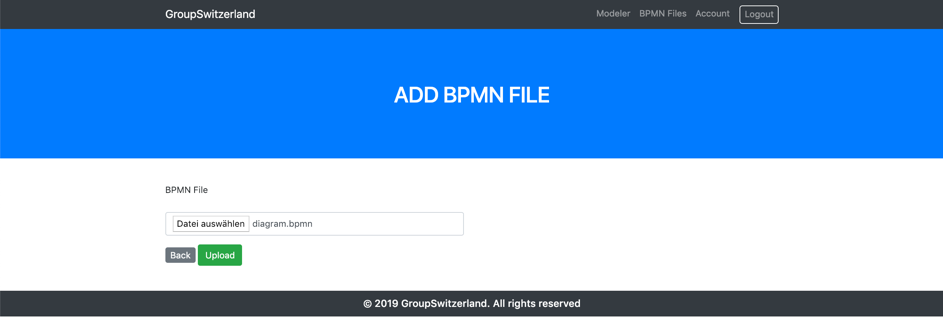 GroupSwitzerland Modeler BPMN Files Account Logout
ADD BPMN FILE
BPMN File
Datei auswählen diagram.bpmn
Back Upload
© 2019 GroupSwitzerland. All rights reserved